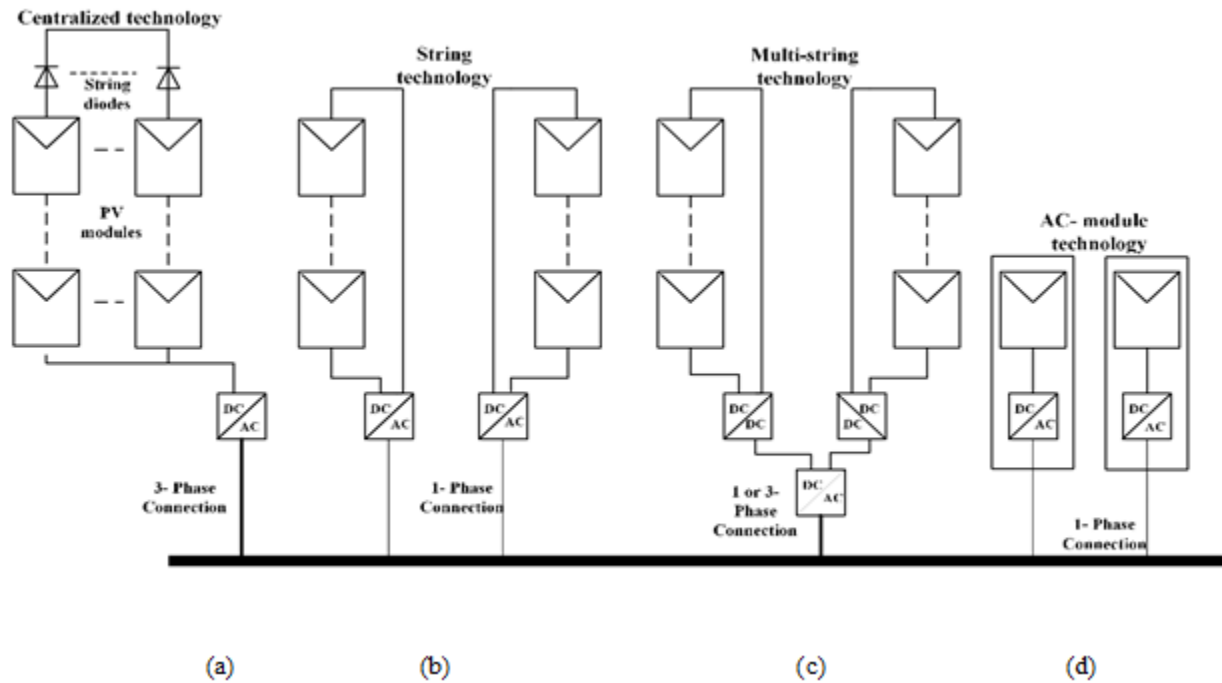 Centralized technology
String
diodes
PV
modules
DC
AC
3- Phase
Connection
String
technology
DC
AC
DC
AC
1- Phase
Connection
Multi-string
technology
DC
DC
DC
DC
DC
AC
1 or 3-
Phase
Connection
AC- module
technology
DC
AC
DC
AC
1- Phase
Connection
(a)
(b)
(c)
(d)